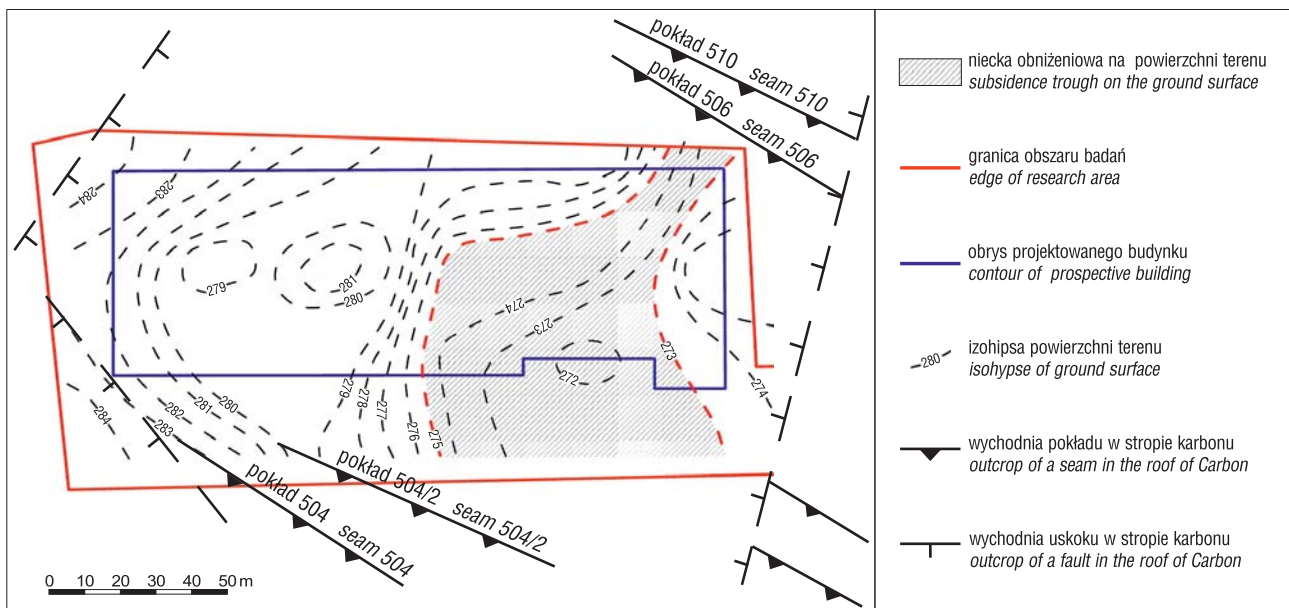 pokład 510 seam 510
pokład 506 seam 506
284
283
279
281
280
274
273
272
273
274
279
278
277
276
275
280
281
282
283
284
pokład 504/2 seam 504/2
pokład 504 seam 504
0 10 20 30 40 50 m
niecka obniżeniowa na powierzchni terenu
subsidence trough on the ground surface
granica obszaru badań
edge of research area
obrys projektowanego budynku
contour of prospective building
280
izohipsa powierzchni terenu
isohypse of ground surface
wychodnia pokładu w stropie karbonu
outcrop of a seam in the roof of Carbon
wychodnia uskoku w stropie karbonu
outcrop of a fault in the roof of Carbon